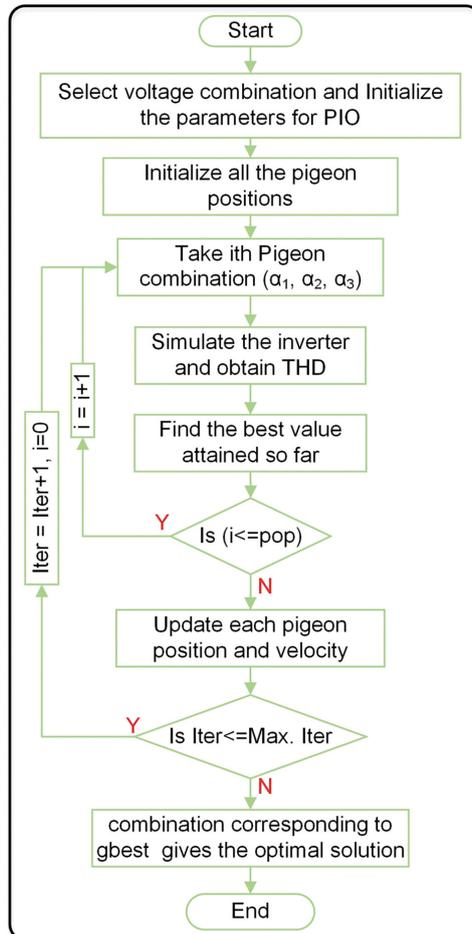 Start
Select voltage combination and Initialize
the parameters for PIO
Initialize all the pigeon
positions
Take ith Pigeon
combination (α₁, α₂, α₃)
Simulate the inverter
and obtain THD
i = i+1
Find the best value
attained so far
Iter = Iter+1, i=0
Y
Is (i<=pop)
N
Update each pigeon
position and velocity
Y
Is Iter<=Max. Iter
N
combination corresponding to
gbest gives the optimal solution
End